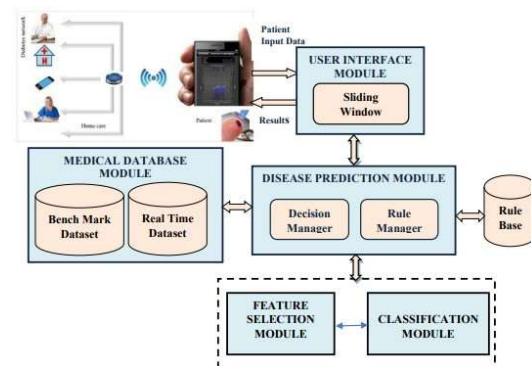 Diabetes network
Patient
Input Data
USER INTERFACE
MODULE
Sliding
Window
Home care
Patient
Results
H
MEDICAL DATABASE
MODULE
Bench Mark
Dataset
Real Time
Dataset
DISEASE PREDICTION MODULE
Decision
Manager
Rule
Manager
Rule
Base
FEATURE
SELECTION
MODULE
CLASSIFICATION
MODULE